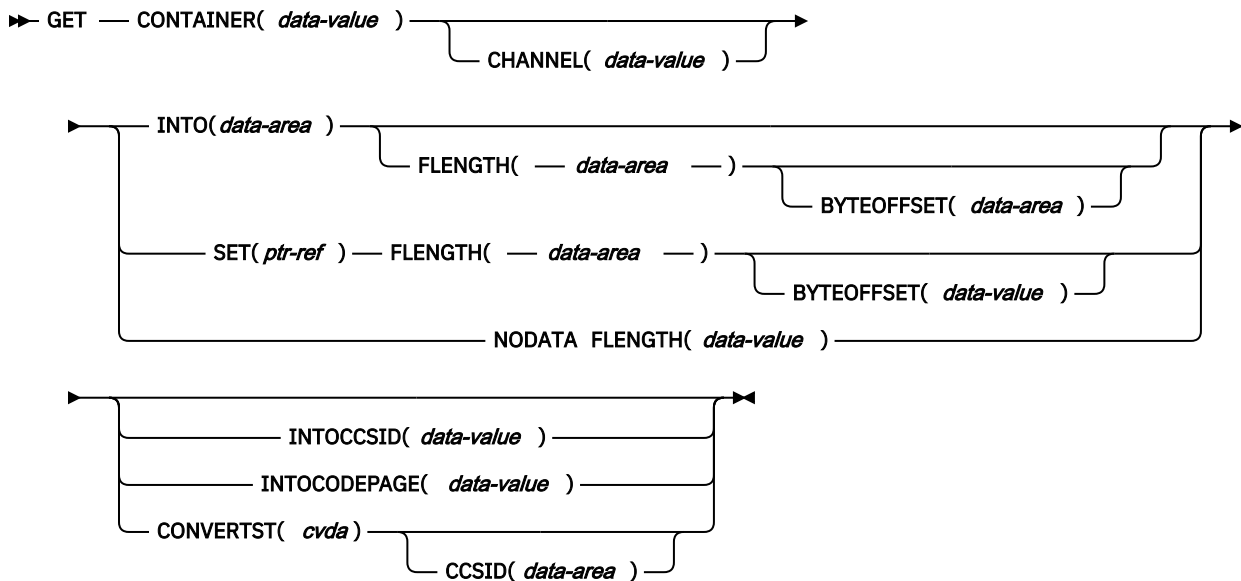 GET CONTAINER( data-value )
CHANNEL( data-value )
INTO(data-area )
FLENGTH( data-area )
BYTEOFFSET( data-area )
SET(ptr-ref ) FLENGTH( data-area )
BYTEOFFSET( data-value )
NODATA FLENGTH( data-value )
INTOCCSID( data-value )
INTOCODEPAGE( data-value )
CONVERTST( cvda )
CCSID( data-area )